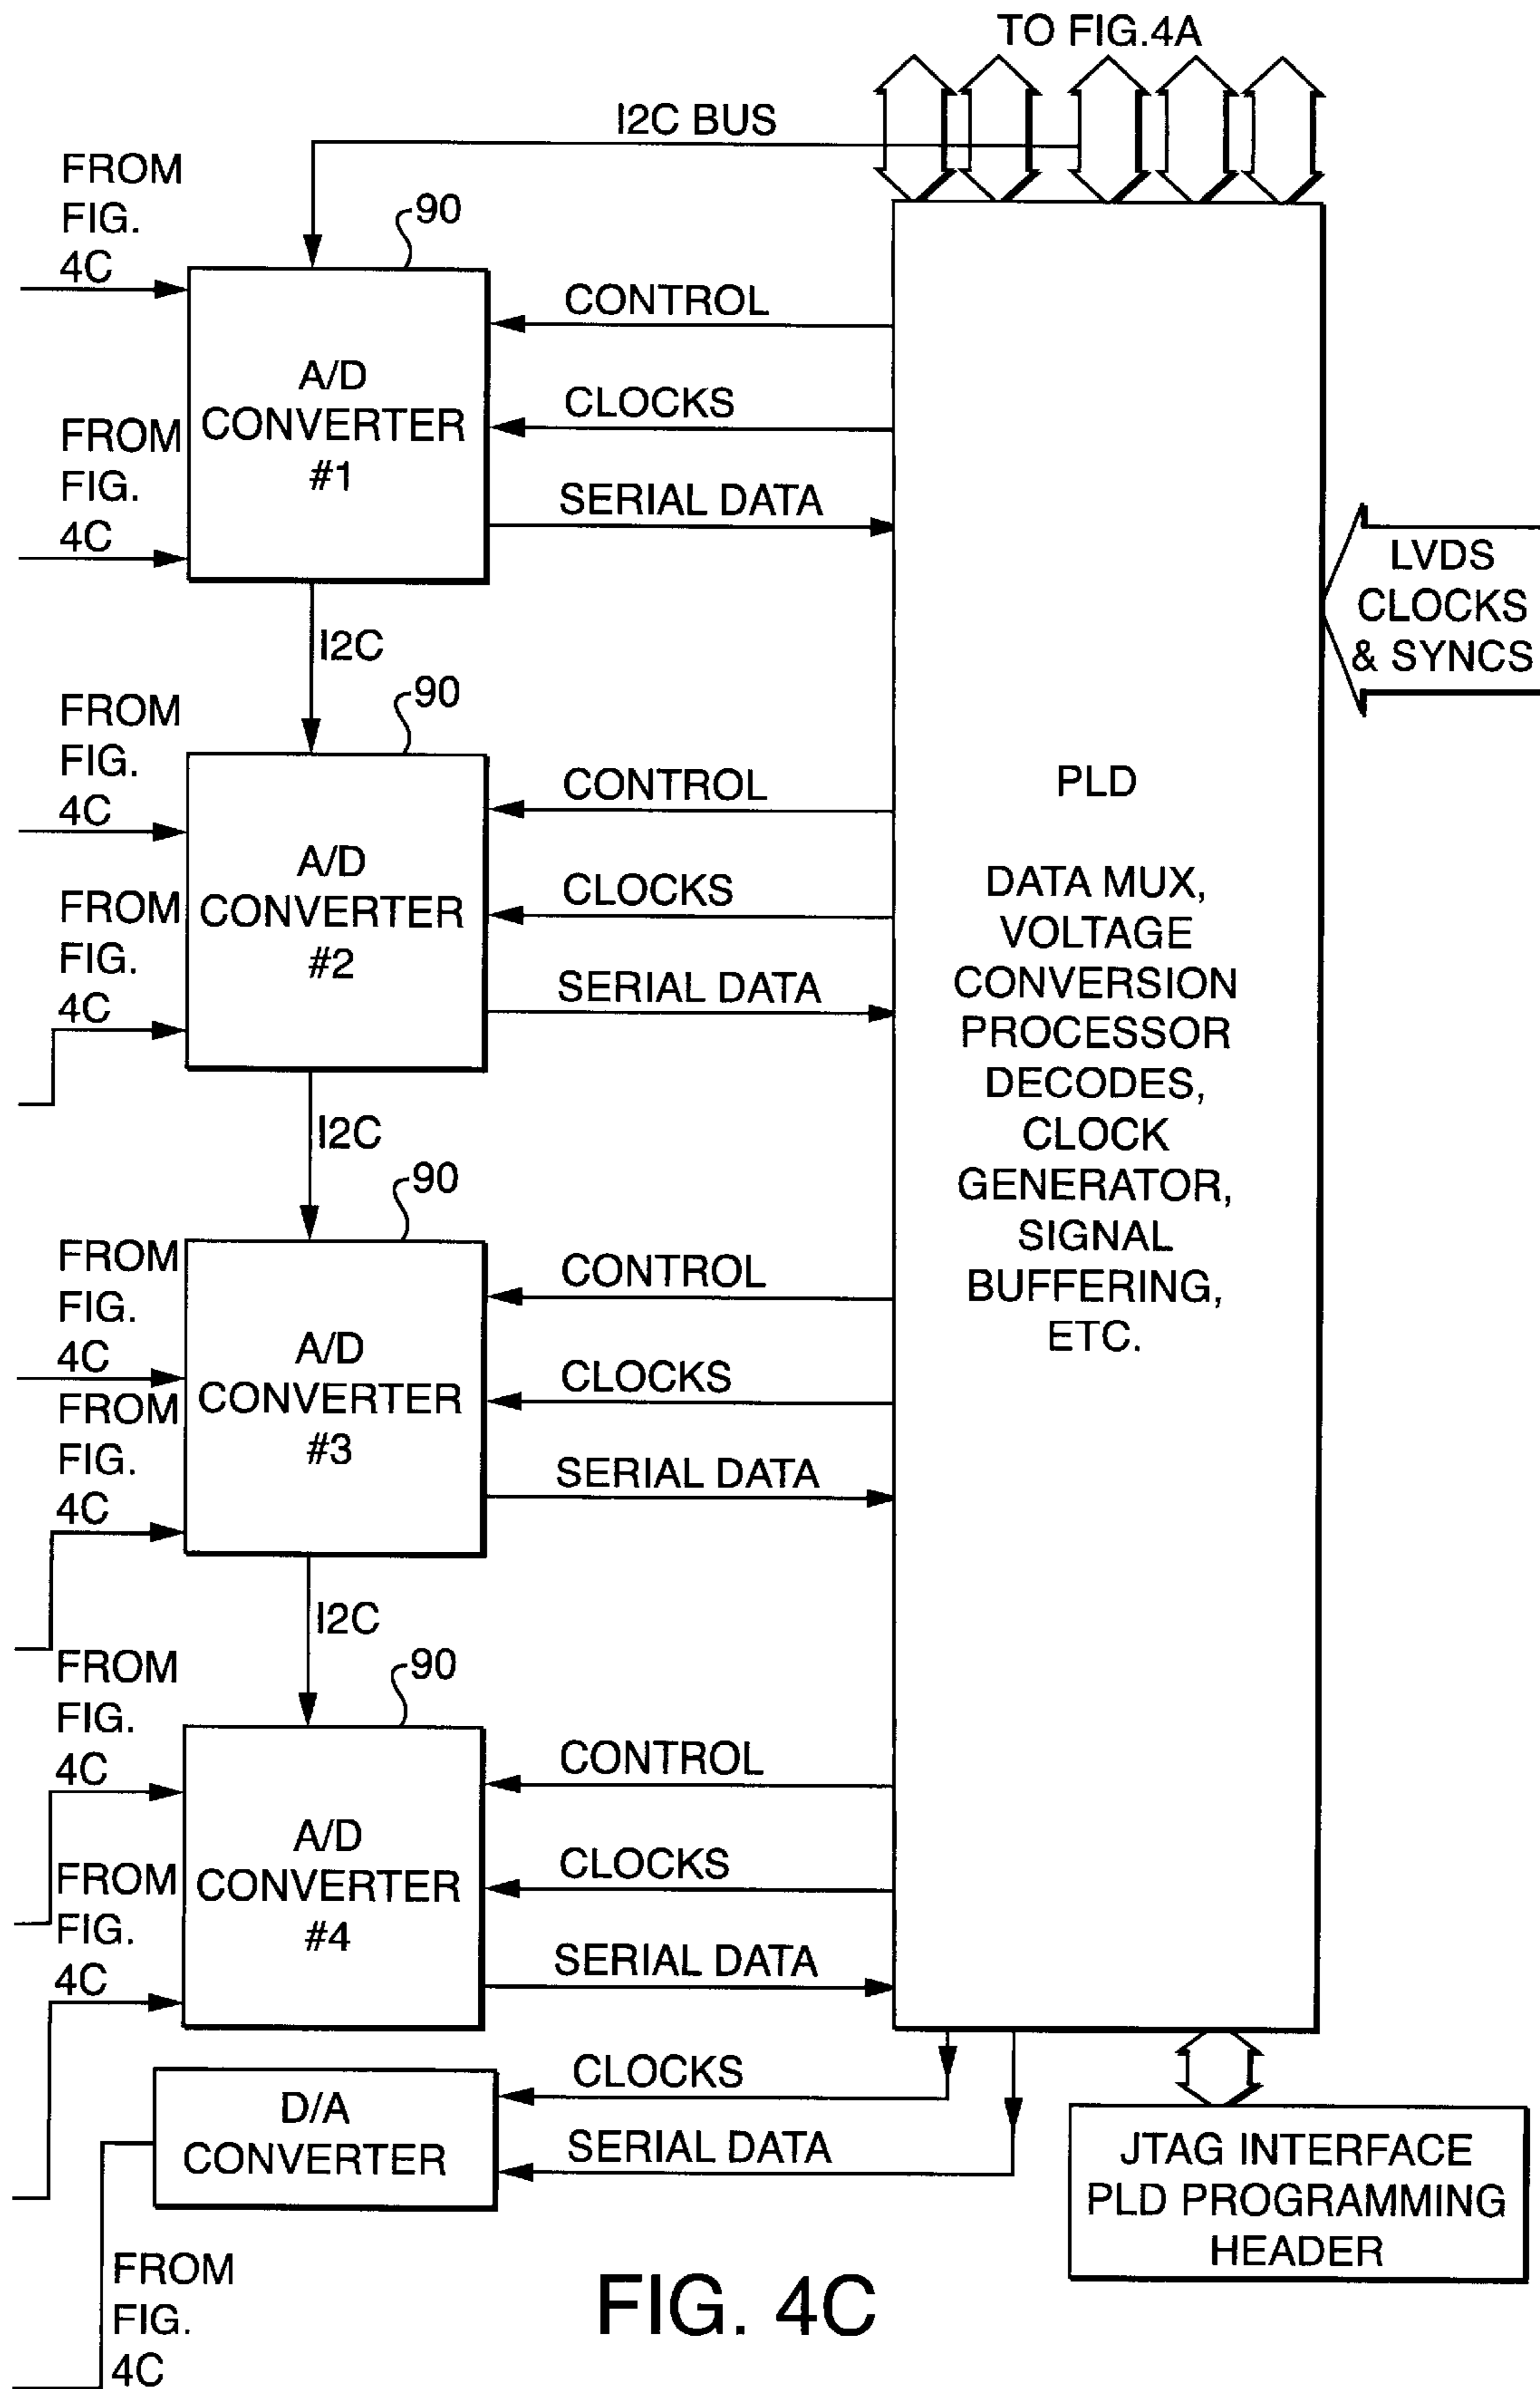 TO FIG.4A
I2C BUS
FROM
FIG.
4C
90
CONTROL
A/D
CONVERTER
#1
CLOCKS
FROM
FIG.
4C
SERIAL DATA
LVDS
CLOCKS
& SYNCS
I2C
FROM
FIG.
4C
90
CONTROL
A/D
CONVERTER
#2
CLOCKS
FROM
FIG.
4C
SERIAL DATA
PLD
DATA MUX,
VOLTAGE
CONVERSION
PROCESSOR
DECODES,
CLOCK
GENERATOR,
SIGNAL
BUFFERING,
ETC.
I2C
FROM
FIG.
4C
90
CONTROL
A/D
CONVERTER
#3
CLOCKS
FROM
FIG.
4C
SERIAL DATA
I2C
FROM
FIG.
4C
90
CONTROL
A/D
CONVERTER
#4
CLOCKS
FROM
FIG.
4C
SERIAL DATA
CLOCKS
D/A
CONVERTER
SERIAL DATA
JTAG INTERFACE
PLD PROGRAMMING
HEADER
FROM
FIG.
4C
FIG. 4C